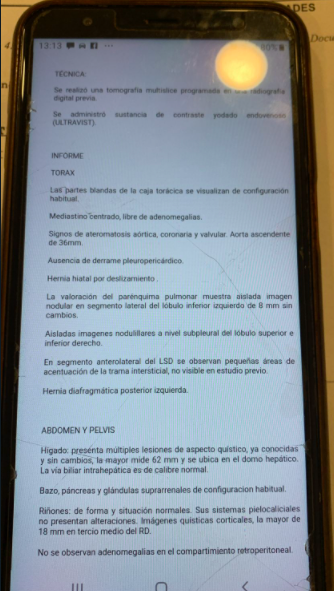 ADES
Docu
13:13
80%
TÉCNICA:
Se realizó una tomografía multislice programada en una radiografía
digital previa.
Se administró sustancia de contraste yodado endovenoso
(ULTRAVIST).
INFORME
TORAX
Las partes blandas de la caja torácica se visualizan de configuración
habitual.
Mediastino centrado, libre de adenomegalias.
Signos de ateromatosis aórtica, coronaria y valvular. Aorta ascendente
de 36mm.
Ausencia de derrame pleuropericárdico.
Hernia hiatal por deslizamiento .
La valoración del parénquima pulmonar muestra aislada imagen
nodular en segmento lateral del lóbulo inferior izquierdo de 8 mm sin
cambios.
Aisladas imagenes nodulillares a nivel subpleural del lóbulo superior e
inferior derecho.
En segmento anterolateral del LSD se observan pequeñas áreas de
acentuación de la trama intersticial, no visible en estudio previo.
Hernia diafragmática posterior izquierda.
ABDOMEN Y PELVIS
Hígado: presenta múltiples lesiones de aspecto quístico, ya conocidas
y sin cambios, la mayor mide 62 mm y se ubica en el domo hepático.
La vía biliar intrahepática es de calibre normal.
Bazo, páncreas y glándulas suprarrenales de configuracion habitual.
Riñones: de forma y situación normales. Sus sistemas pielocaliciales
no presentan alteraciones. Imágenes quísticas corticales, la mayor de
18 mm en tercio medio del RD.
No se observan adenomegalias en el compartimiento retroperitoneal.